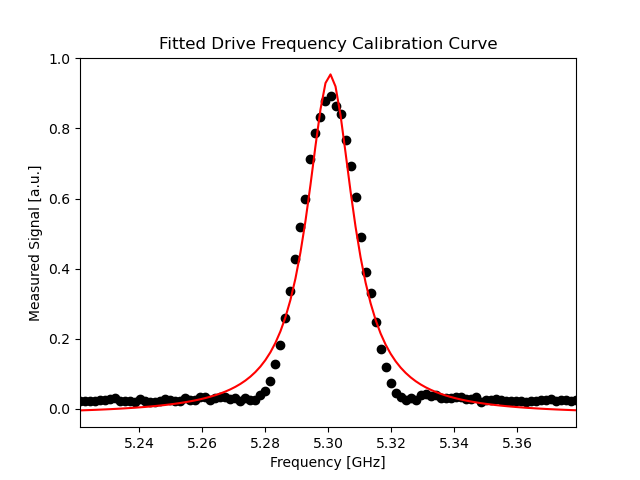 Fitted Drive Frequency Calibration Curve
Measured Signal [a.u.]
1.0
0.8
0.6
0.4
0.2
0.0
5.24 5.26 5.28 5.30 5.32 5.34 5.36
Frequency [GHz]